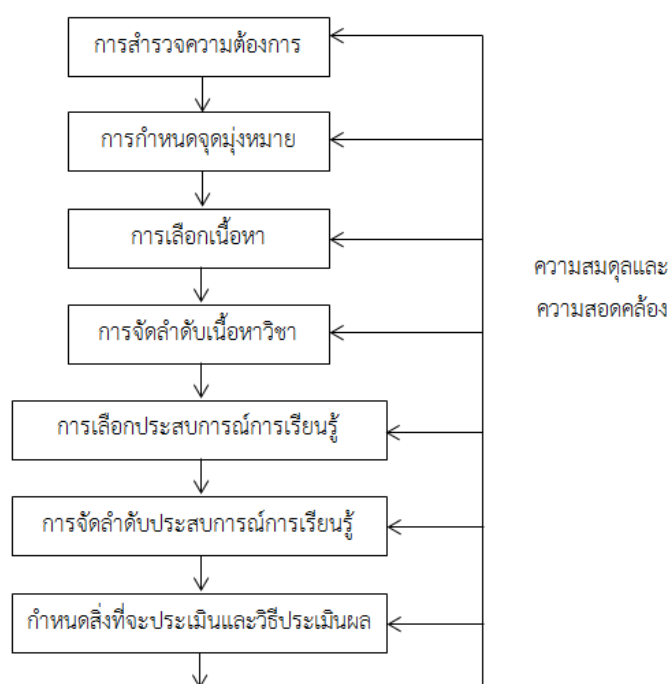 การสำรวจความต้องการ
การกำหนดจุดมุ่งหมาย
การเลือกเนื้อหา
ความสมดุลและ
ความสอดคล้อง
การจัดลำดับเนื้อหาวิชา
การเลือกประสบการณ์การเรียนรู้
การจัดลำดับประสบการณ์การเรียนรู้
กำหนดสิ่งที่จะประเมินและวิธีประเมินผล